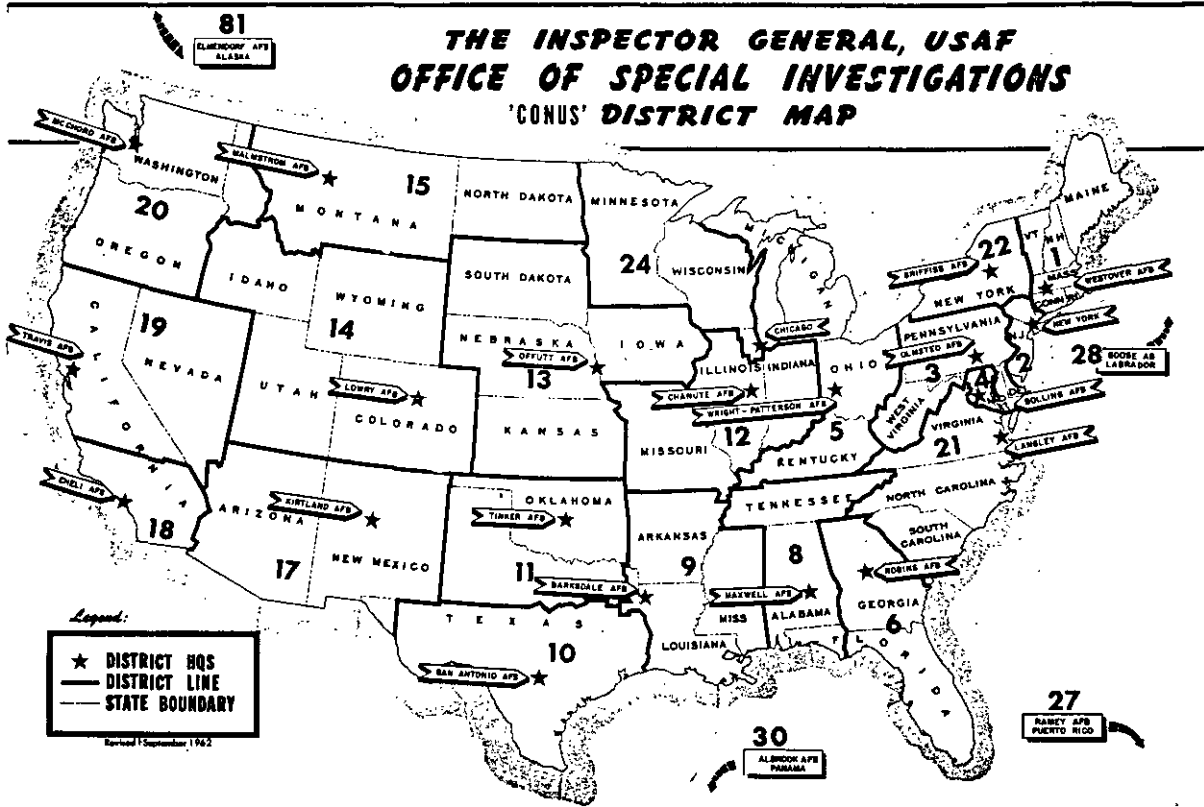 81
ELMENDORF AFB
ALASKA
THE INSPECTOR GENERAL, USAF
OFFICE OF SPECIAL INVESTIGATIONS
'CONUS' DISTRICT MAP
McCHORD AFB
WASHINGTON
MALMSTROM AFB
15
MONTANA
NORTH DAKOTA
MINNESOTA
MAINE
20
OREGON
IDAHO
WYOMING
SOUTH DAKOTA
24
WISCONSIN
MICHIGAN
22
GRIFFISS AFB
NEW YORK
VT
NH
1
MASS
WESTOVER AFB
CONN
RI
NEW YORK
CALIFORNIA
19
NEVADA
TRAVIS AFB
14
NEBRASKA
OFFUTT AFB
13
IOWA
CHICAGO
ILLINOIS
INDIANA
OHIO
PENNSYLVANIA
OLMSTED AFB
3
NJ
2
28
GOOSE AB
LABRADOR
UTAH
LOWRY AFB
COLORADO
KANSAS
CHANUTE AFB
WRIGHT-PATTERSON AFB
12
MISSOURI
5
KENTUCKY
WEST
VIRGINIA
4
BOLLING AFB
VIRGINIA
21
LANGLEY AFB
CHELI AFB
18
ARIZONA
KIRTLAND AFB
17
NEW MEXICO
OKLAHOMA
TINKER AFB
11
ARKANSAS
9
TENNESSEE
NORTH CAROLINA
SOUTH
CAROLINA
8
ROBINS AFB
BARKSDALE AFB
MAXWELL AFB
MISS
ALABAMA
GEORGIA
6
TEXAS
10
LOUISIANA
FLORIDA
SAN ANTONIO AFB
Legend:
DISTRICT HQS
DISTRICT LINE
STATE BOUNDARY
Revised 1 September 1962
30
ALBROOK AFB
PANAMA
27
RAMEY AFB
PUERTO RICO